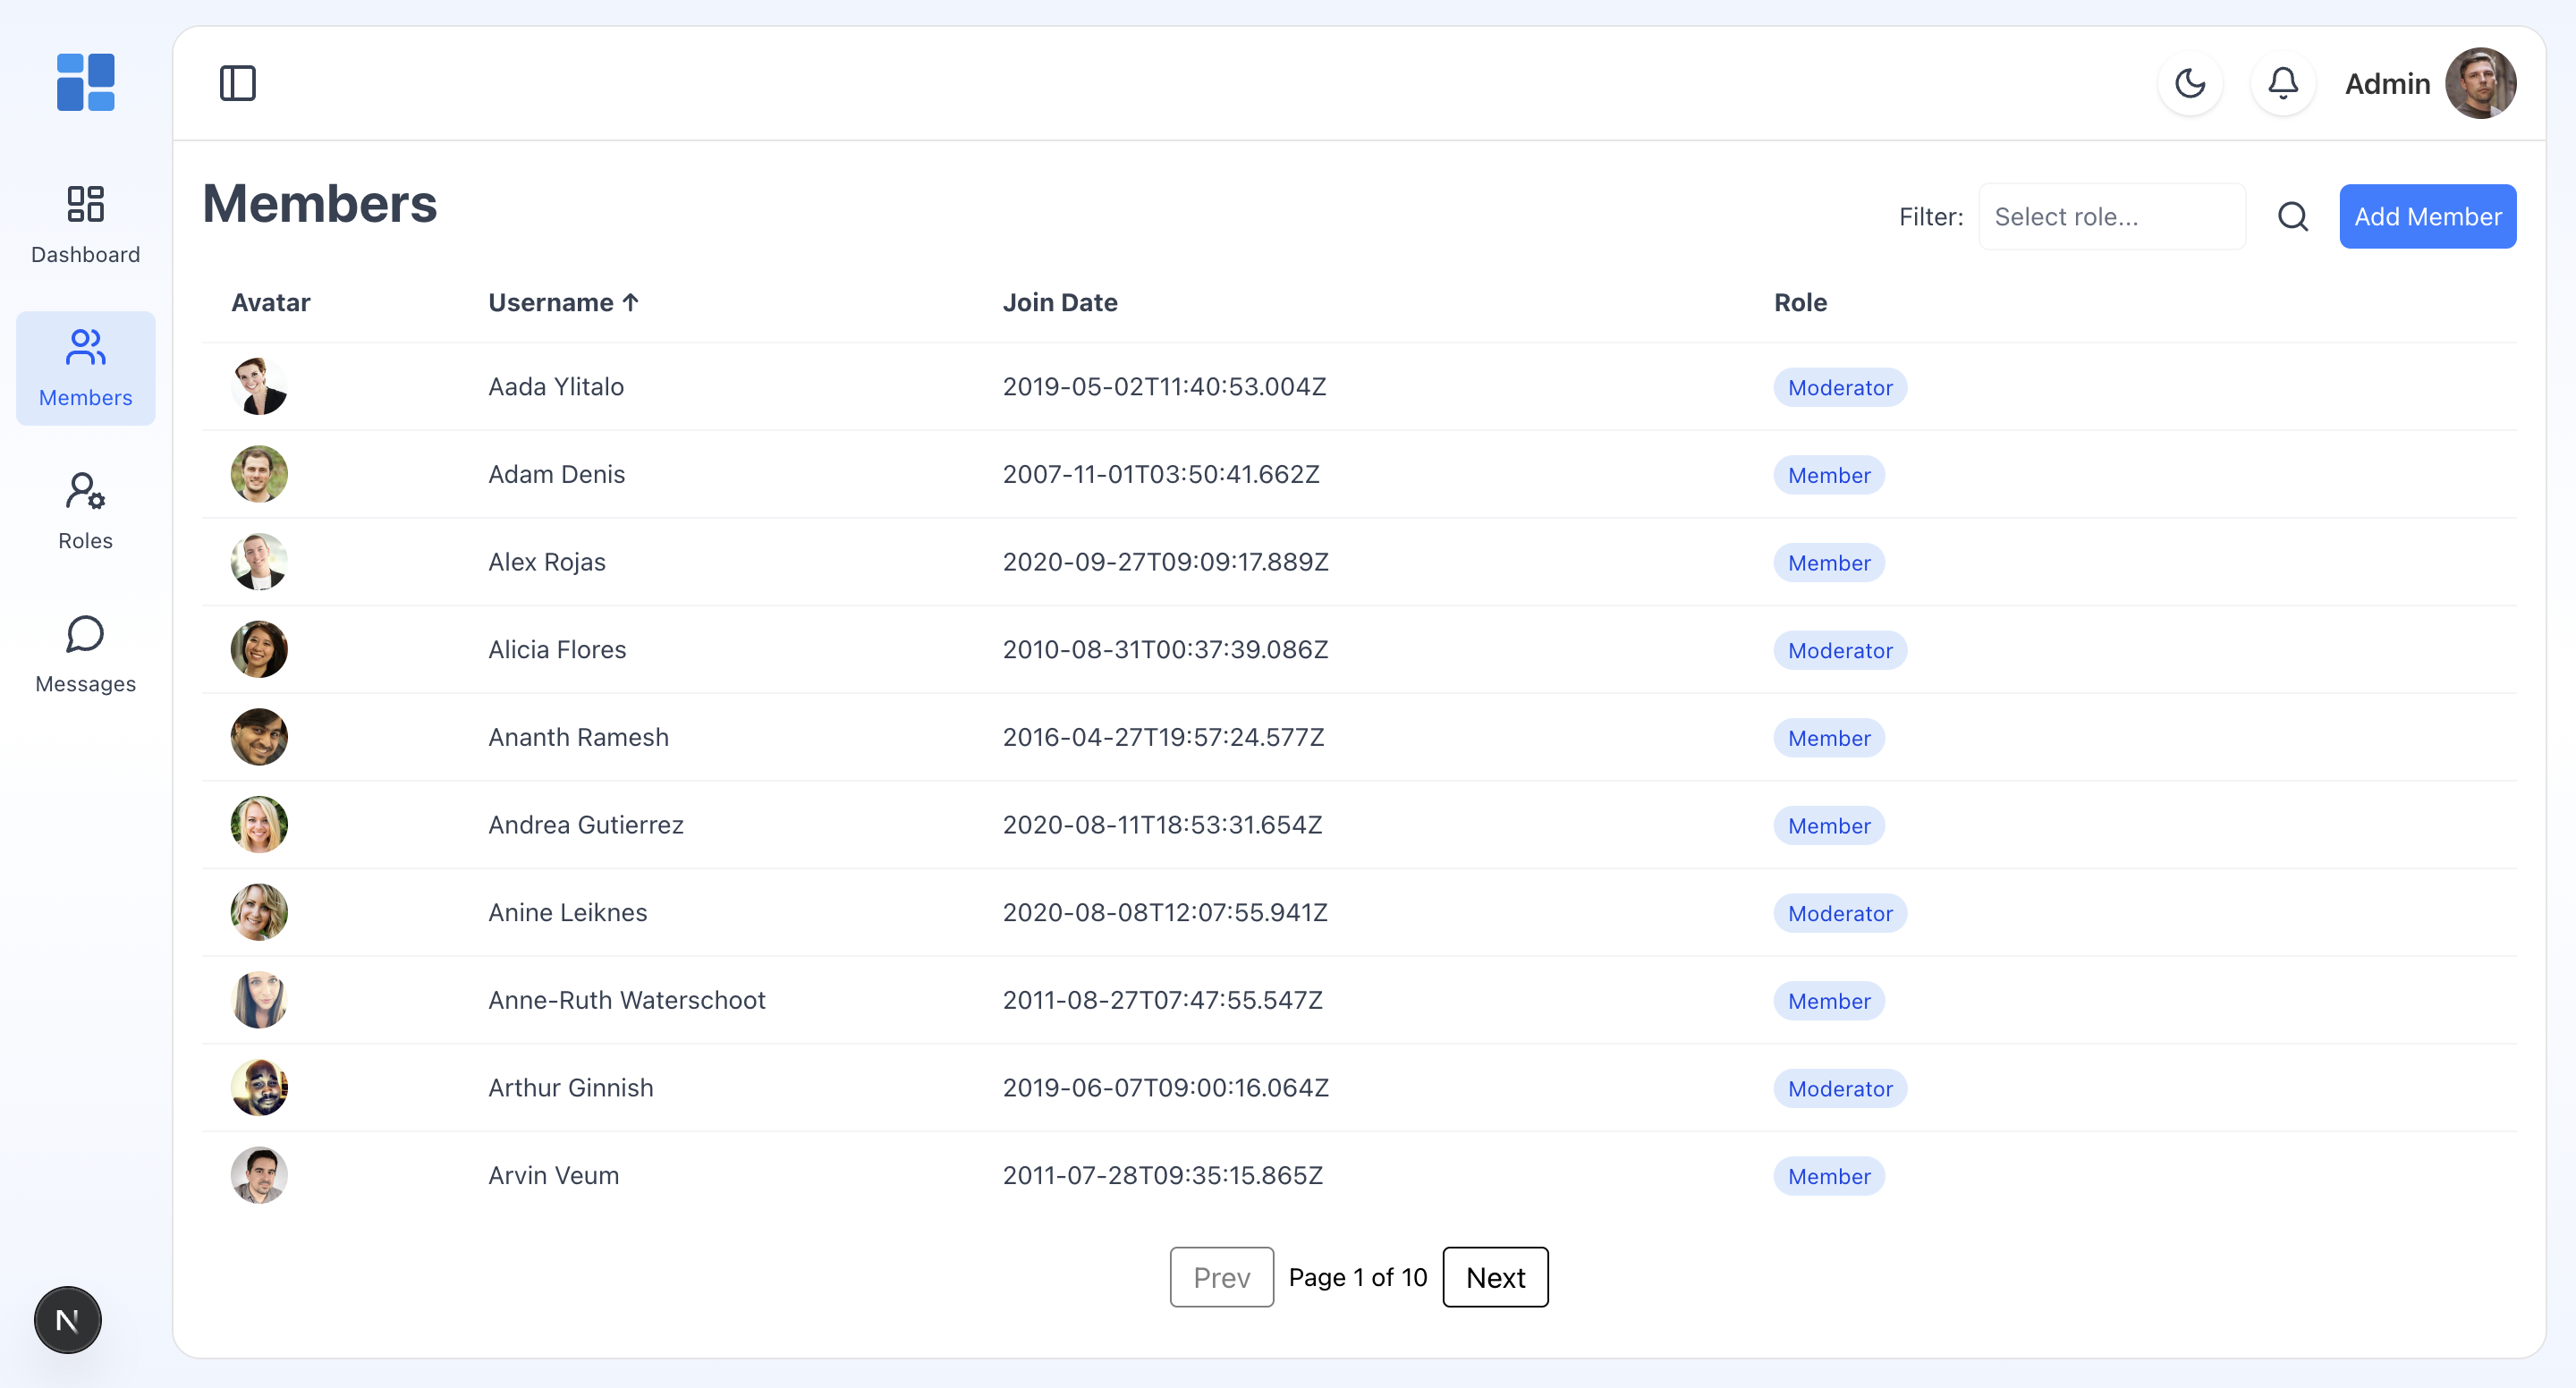 Admin
Dashboard
Members
Roles
Messages
Members
Filter: Select role... Add Member
Avatar Username ↑ Join Date Role
Aada Ylitalo 2019-05-02T11:40:53.004Z Moderator
Adam Denis 2007-11-01T03:50:41.662Z Member
Alex Rojas 2020-09-27T09:09:17.889Z Member
Alicia Flores 2010-08-31T00:37:39.086Z Moderator
Ananth Ramesh 2016-04-27T19:57:24.577Z Member
Andrea Gutierrez 2020-08-11T18:53:31.654Z Member
Anine Leiknes 2020-08-08T12:07:55.941Z Moderator
Anne-Ruth Waterschoot 2011-08-27T07:47:55.547Z Member
Arthur Ginnish 2019-06-07T09:00:16.064Z Moderator
Arvin Veum 2011-07-28T09:35:15.865Z Member
Prev Page 1 of 10 Next
N